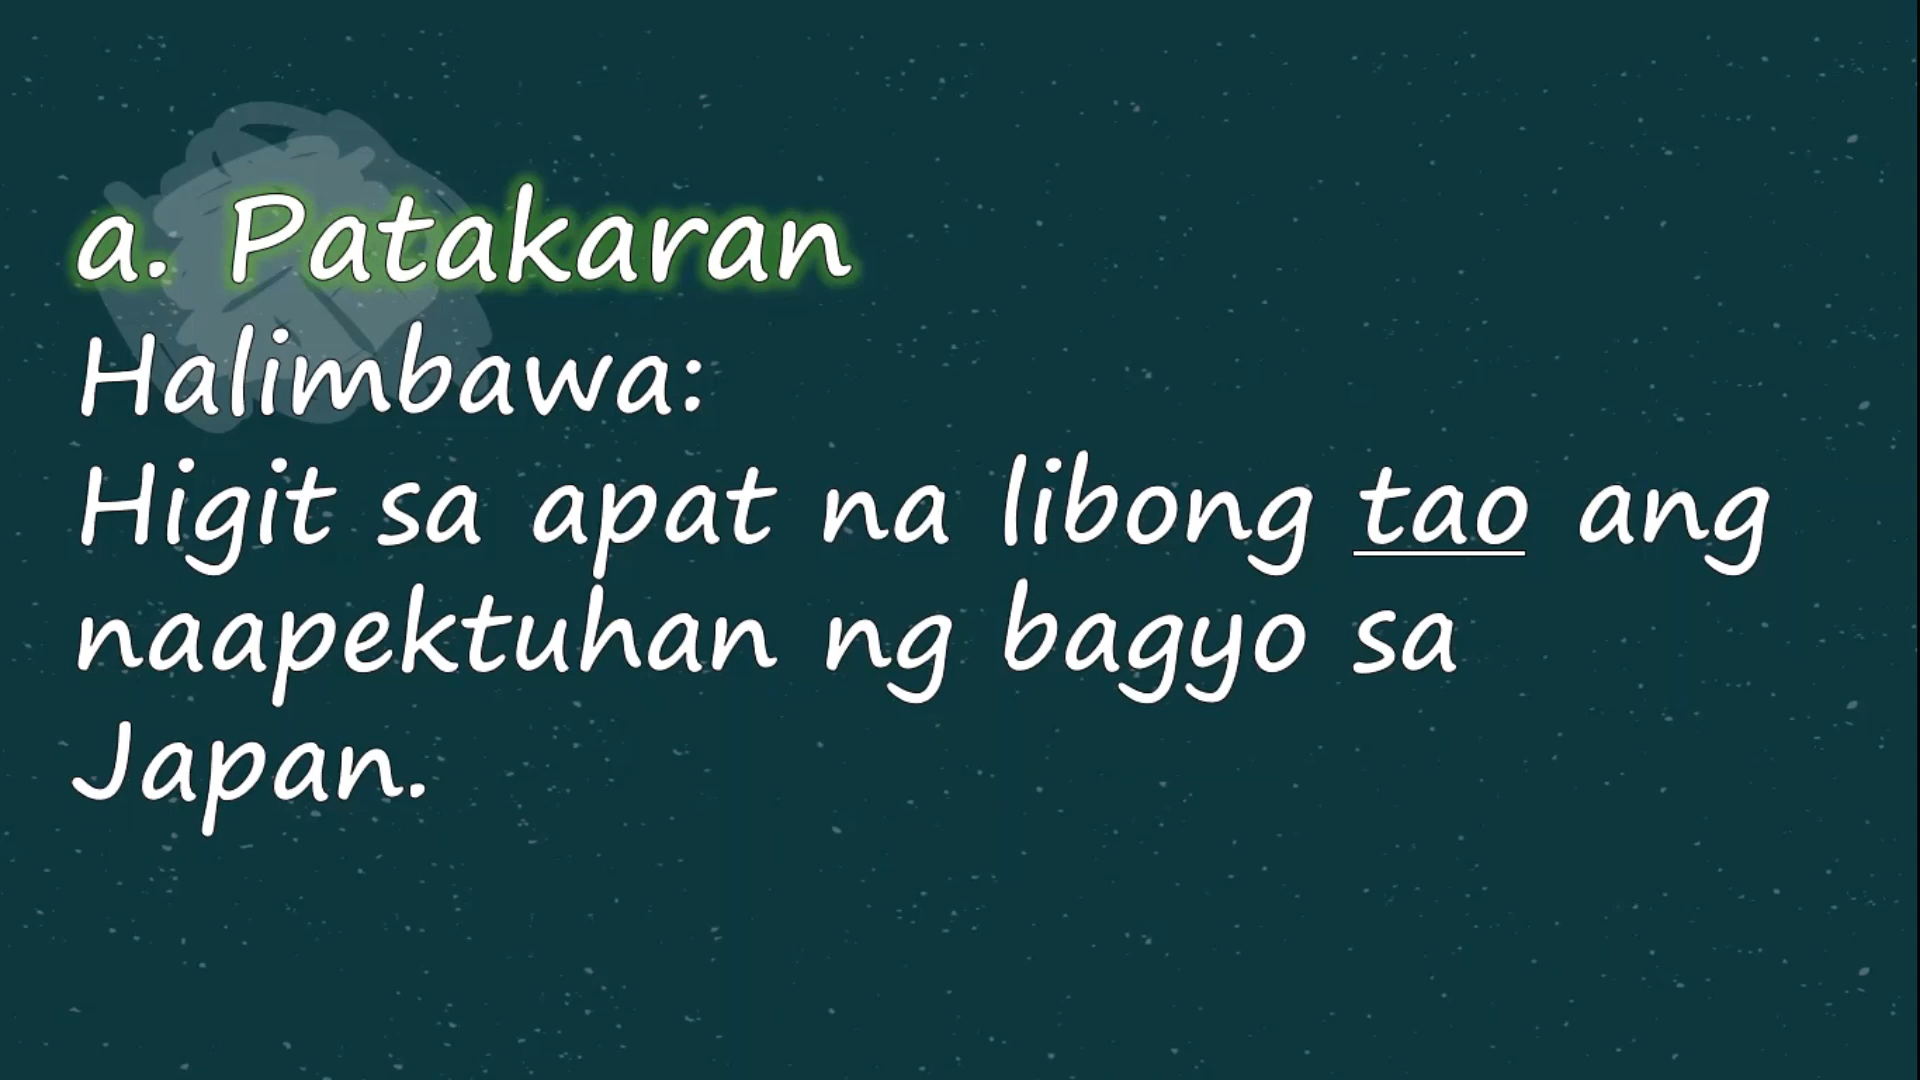 a. Patakaran
Halimbawa:
Higit sa apat na libong tao ang
naapektuhan ng bagyo sa
Japan.